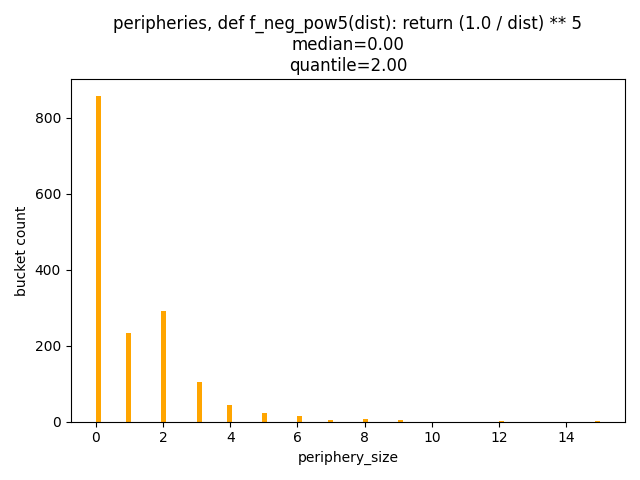 peripheries, def f_neg_pow5(dist): return (1.0 / dist) ** 5
median=0.00
quantile=2.00
800
600
400
200
0
bucket count
0 2 4 6 8 10 12 14
periphery_size